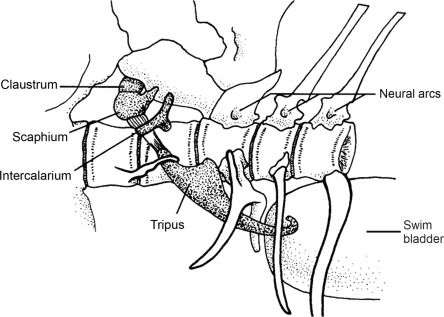 Claustrum
Neural arcs
Scaphium
Intercalarium
Tripus
Swim
bladder